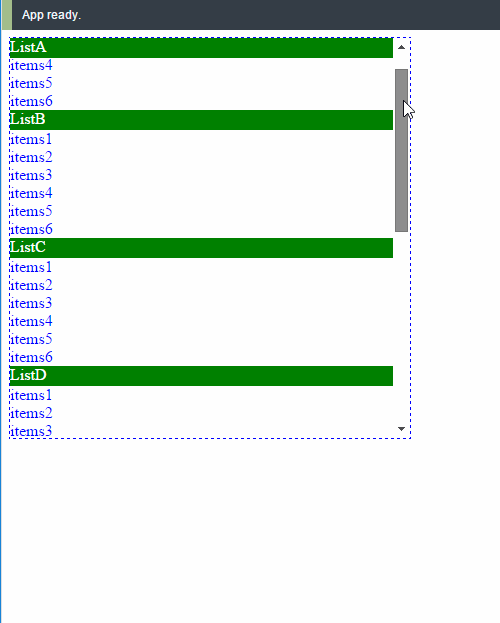 App ready.
ListA
items4
items5
items6
ListB
items1
items2
items3
items4
items5
items6
ListC
items1
items2
items3
items4
items5
items6
ListD
items1
items2
items3